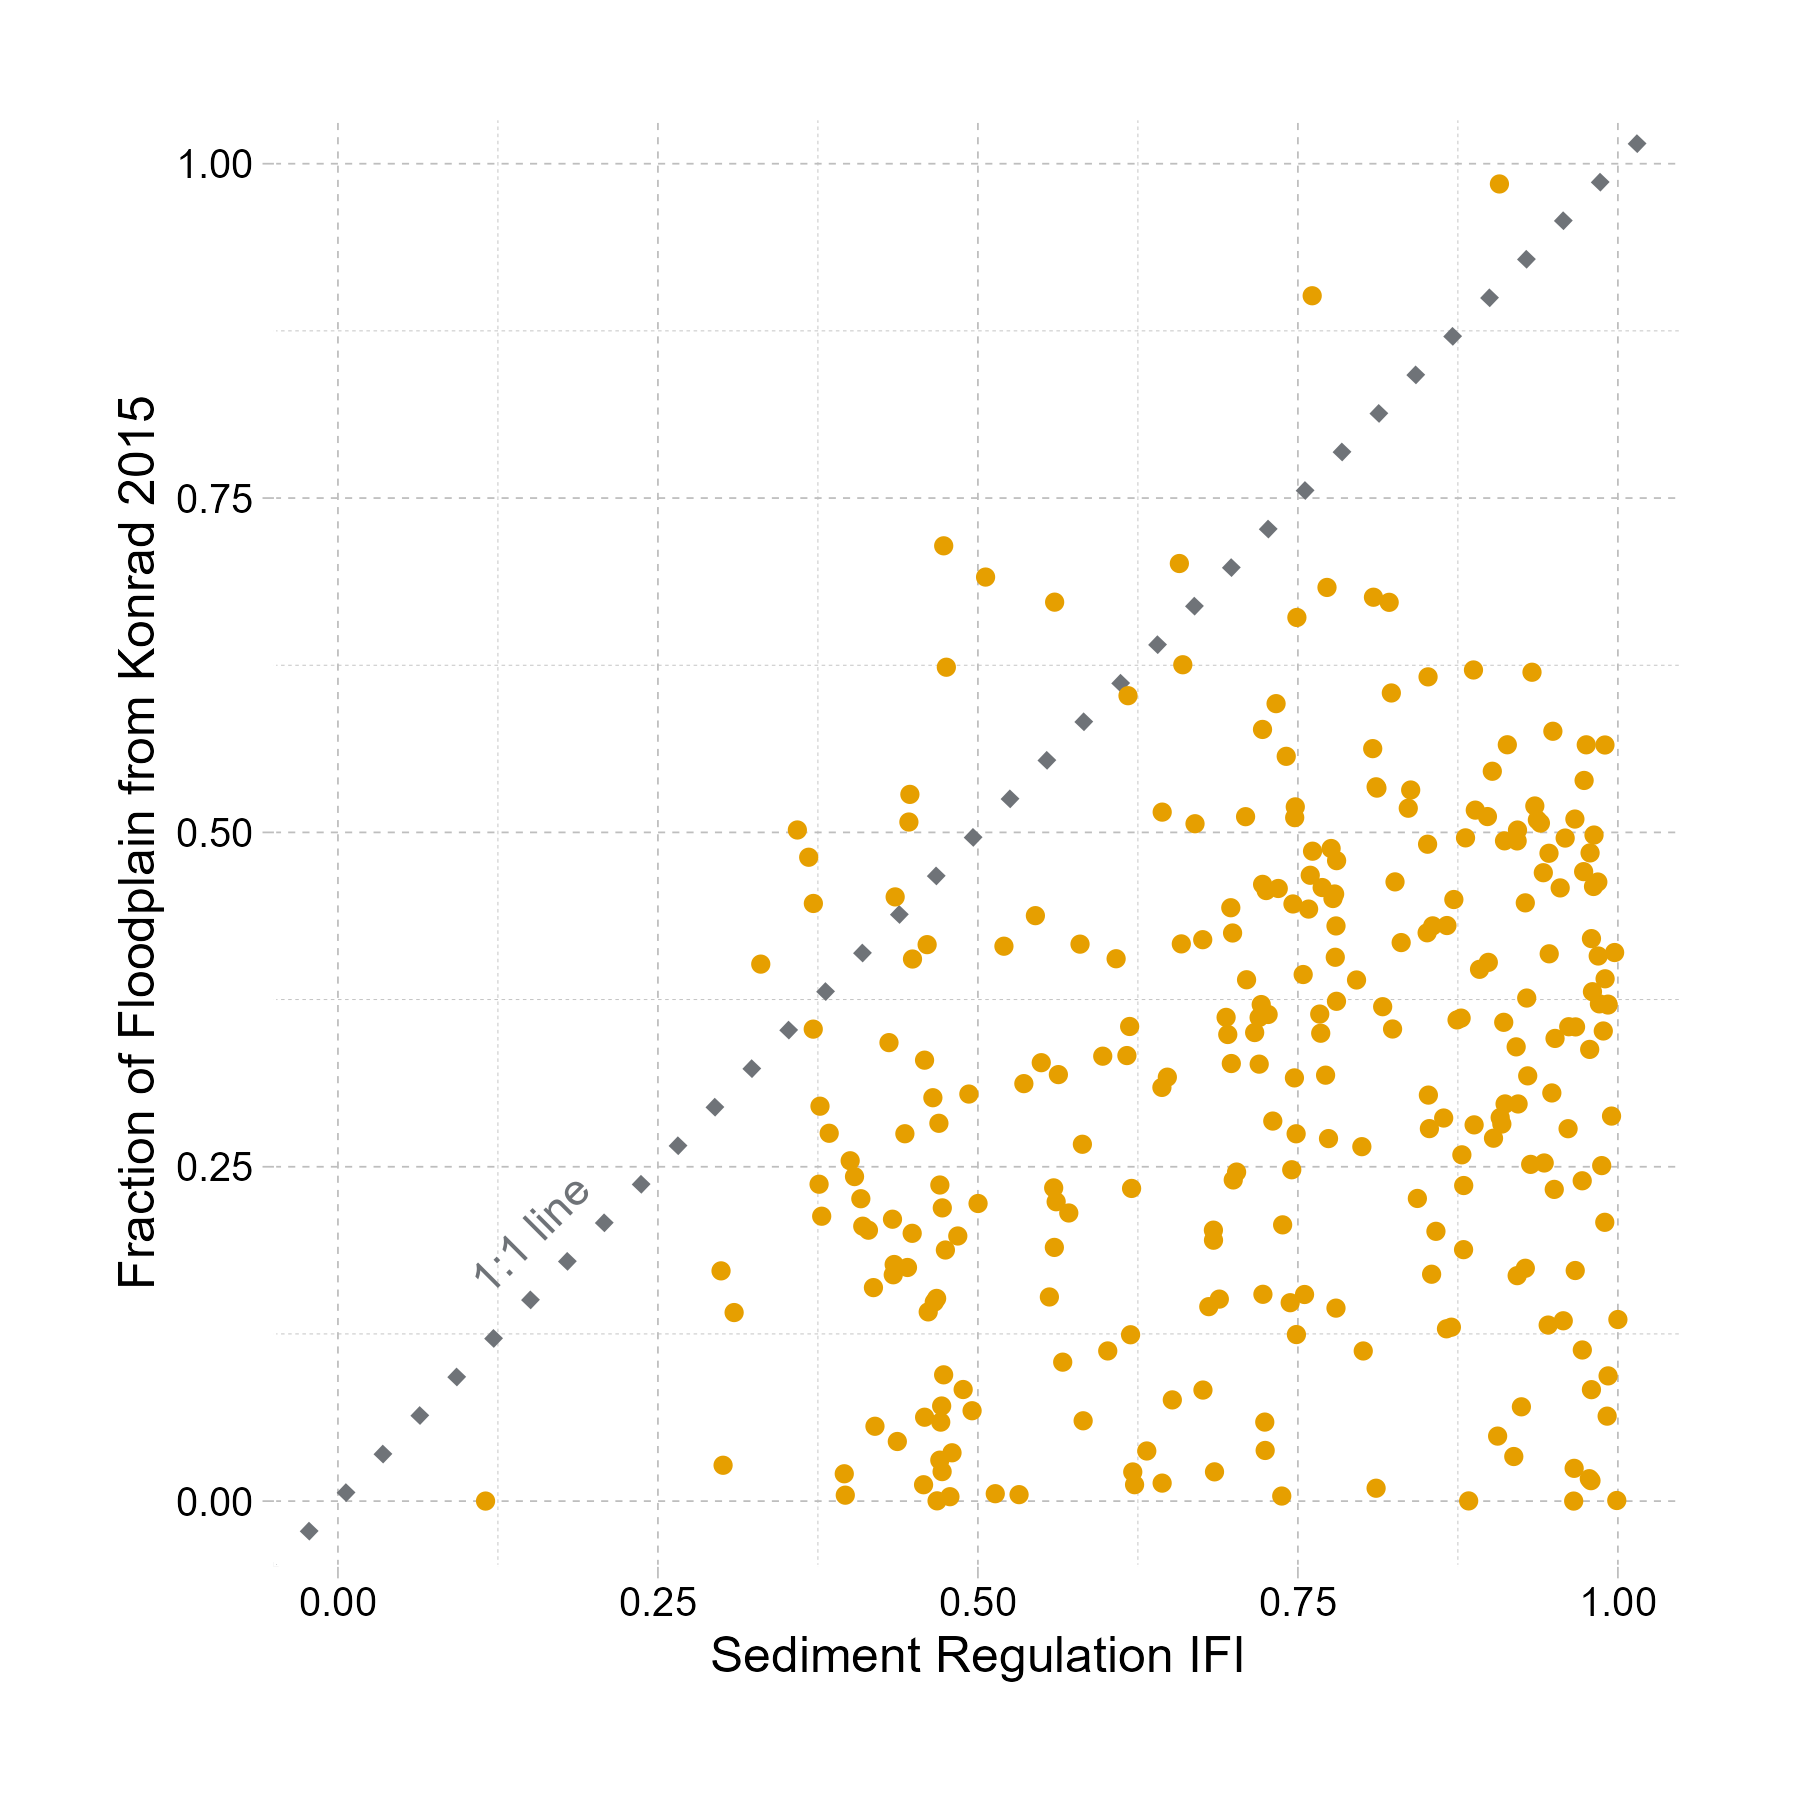 1.00
0.75
0.50
0.25
0.00
Fraction of Floodplain from Konrad 2015
1:1 line
0.00 0.25 0.50 0.75 1.00
Sediment Regulation IFI